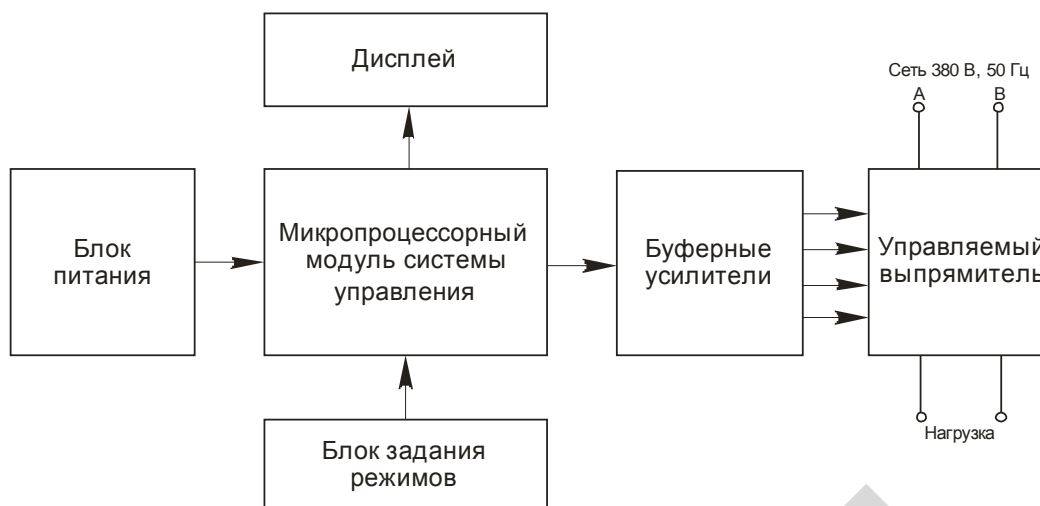 Дисплей
Сеть 380 В, 50 Гц
А
В
Блок
питания
Микропроцессорный
модуль системы
управления
Буферные
усилители
Управляемый
выпрямитель
Блок задания
режимов
Нагрузка